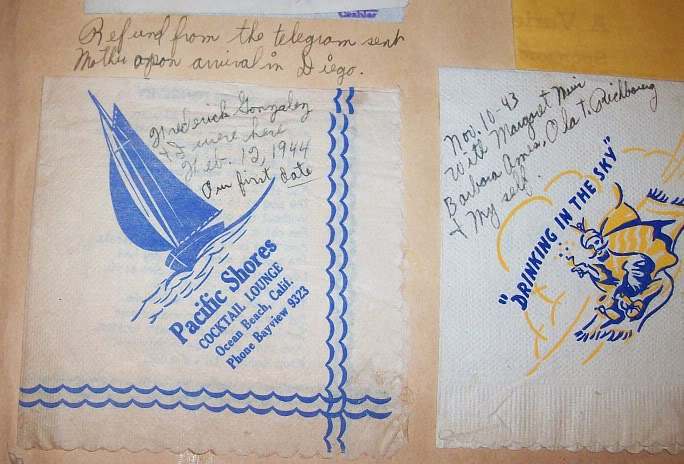 Refund from the telegram sent
Mother upon arrival in Diego.
Frederick Gonzalez
& I were here
Feb. 12, 1944
Our first date
Pacific Shores
COCKTAIL LOUNGE
Ocean Beach, Calif.
Phone Bayview 9323
Nov. 10-43
With Margaret Muir
Barbara Ames, Ola T. Richbourg
& My self.
"DRINKING IN THE SKY"